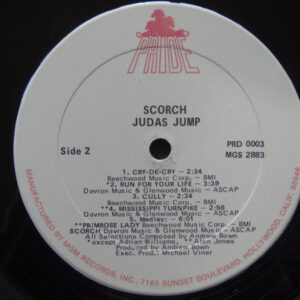 PRIDE
SCORCH
JUDAS JUMP
PRD 0003
Side 2
MGS 2883
1. CRY-DE-CRY – 2:34
Beechwood Music Corp. – BMI
*2. RUN FOR YOUR LIFE – 3:39
Davron Music & Glenwood Music – ASCAP
3. CULLY – 2:34
Beechwood Music Corp. – BMI
*4. MISSISSIPPI TURNPIKE – 2:56
Davron Music & Glenwood Music – ASCAP
5. Medley: – 6:51
**PRIMROSE LADY Beechwood Music Corp. – BMI
SCORCH Davron Music & Glenwood Music – ASCAP
All Selections Composed by Andrew Bown
*except Adrian Williams, **Alan Jones
Produced by Andrew Bown
Exec. Prod.: Michael Viner
MANUFACTURED BY MGM RECORDS, INC., 7165 SUNSET BOULEVARD, HOLLYWOOD, CALIF. 90046